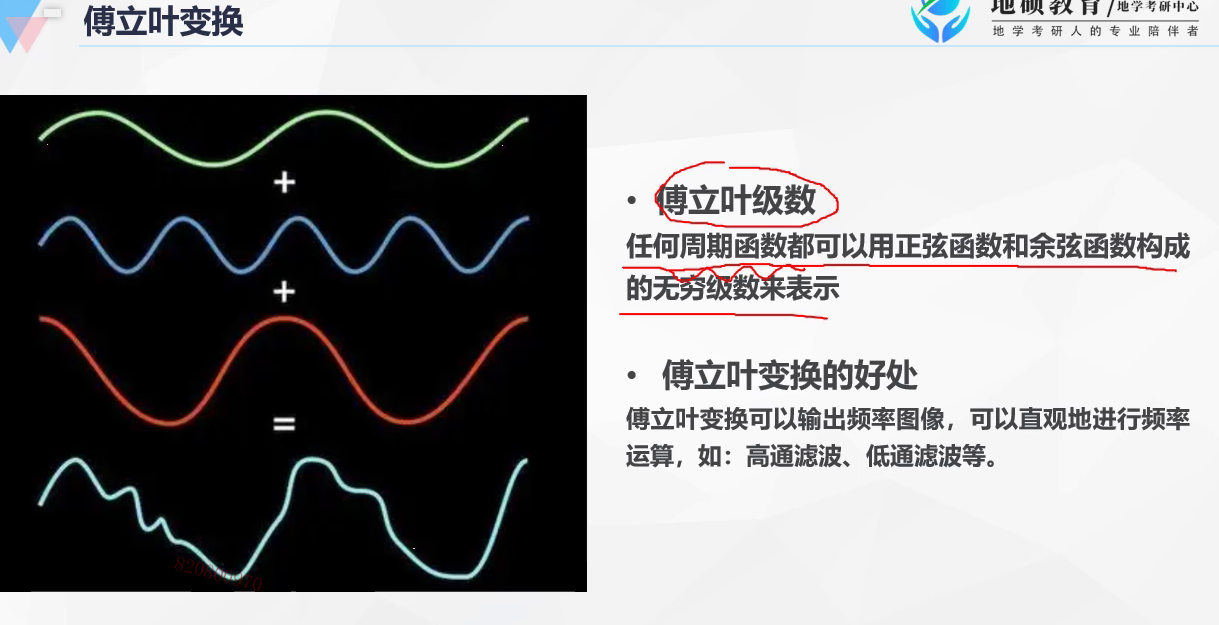 傅立叶变换
地硕教育/地学考研中心
地学考研人的专业陪伴者
+
+
=
• 傅立叶级数
任何周期函数都可以用正弦函数和余弦函数构成
的无穷级数来表示
• 傅立叶变换的好处
傅立叶变换可以输出频率图像，可以直观地进行频率
运算，如：高通滤波、低通滤波等。